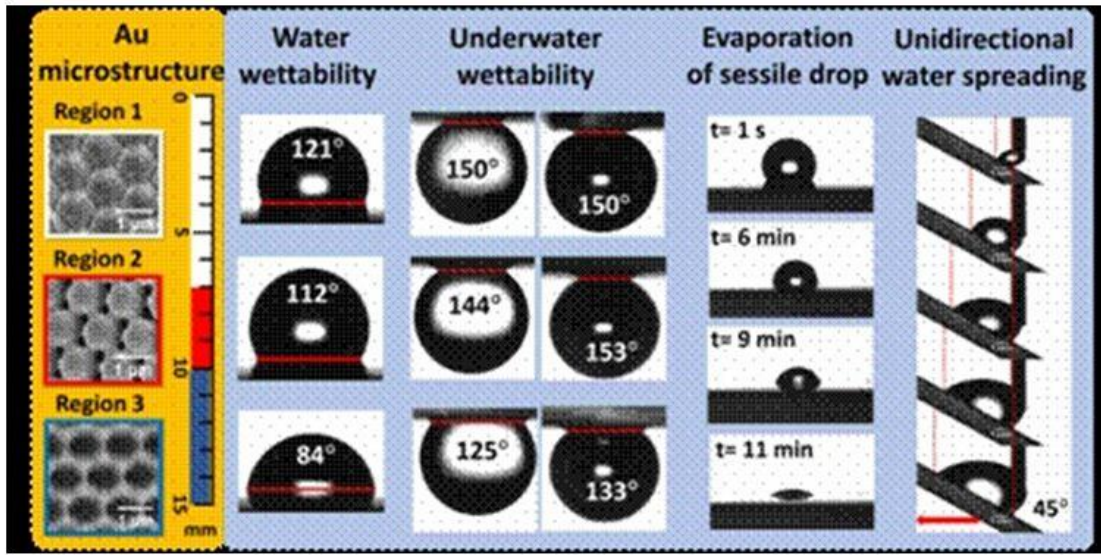 Au
microstructure
Water
wettability
Underwater
wettability
Evaporation
of sessile drop
Unidirectional
water spreading
Region 1
1 µm
Region 2
1 µm
Region 3
1 µm
0
5
10
15
mm
121°
150°
150°
112°
144°
153°
84°
125°
133°
t= 1 s
t= 6 min
t= 9 min
t= 11 min
45°